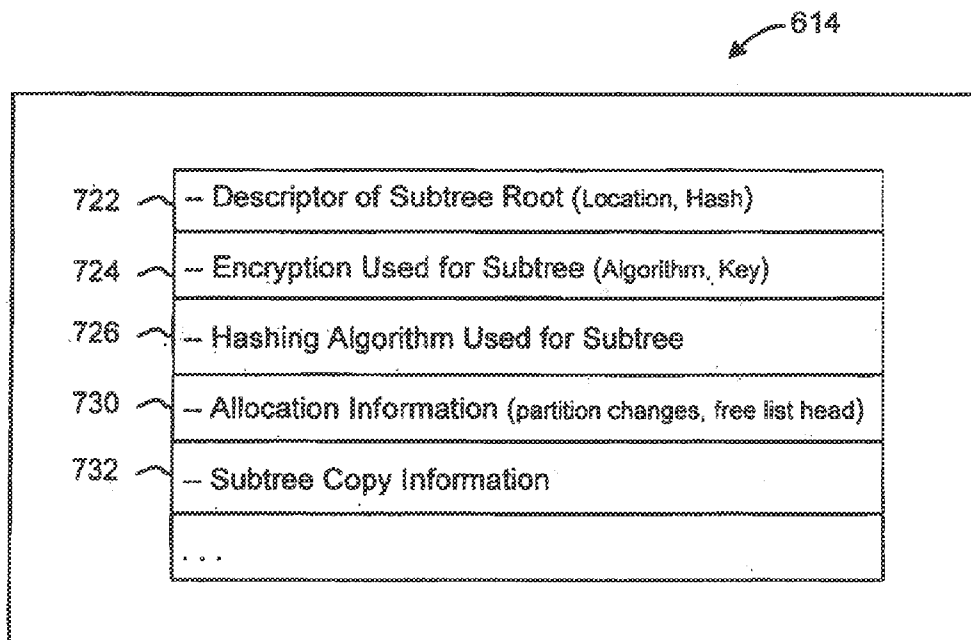 614
722 – Descriptor of Subtree Root (Location, Hash)
724 – Encryption Used for Subtree (Algorithm, Key)
726 – Hashing Algorithm Used for Subtree
730 – Allocation Information (partition changes, free list head)
732 – Subtree Copy Information
. . .